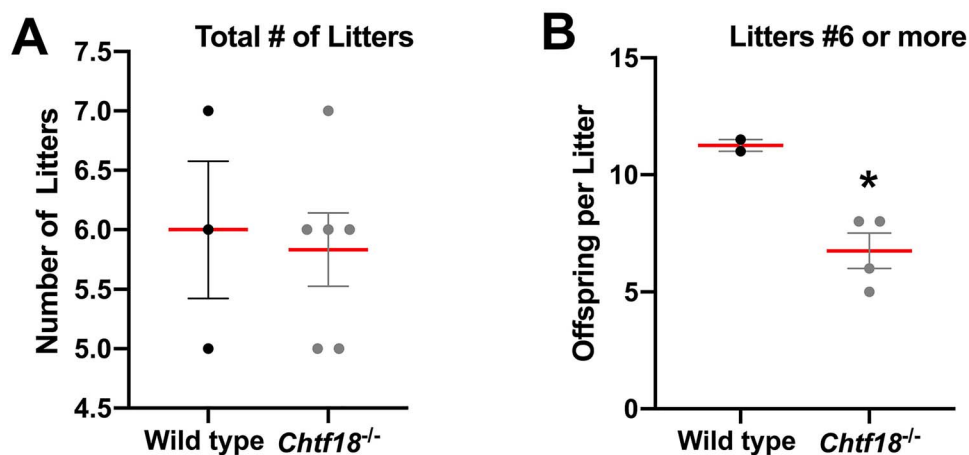 A
Total # of Litters
Number of Litters
7.5
7.0
6.5
6.0
5.5
5.0
4.5
Wild type
Chtf18-/-
B
Litters #6 or more
Offspring per Litter
15
10
5
0
*
Wild type
Chtf18-/-